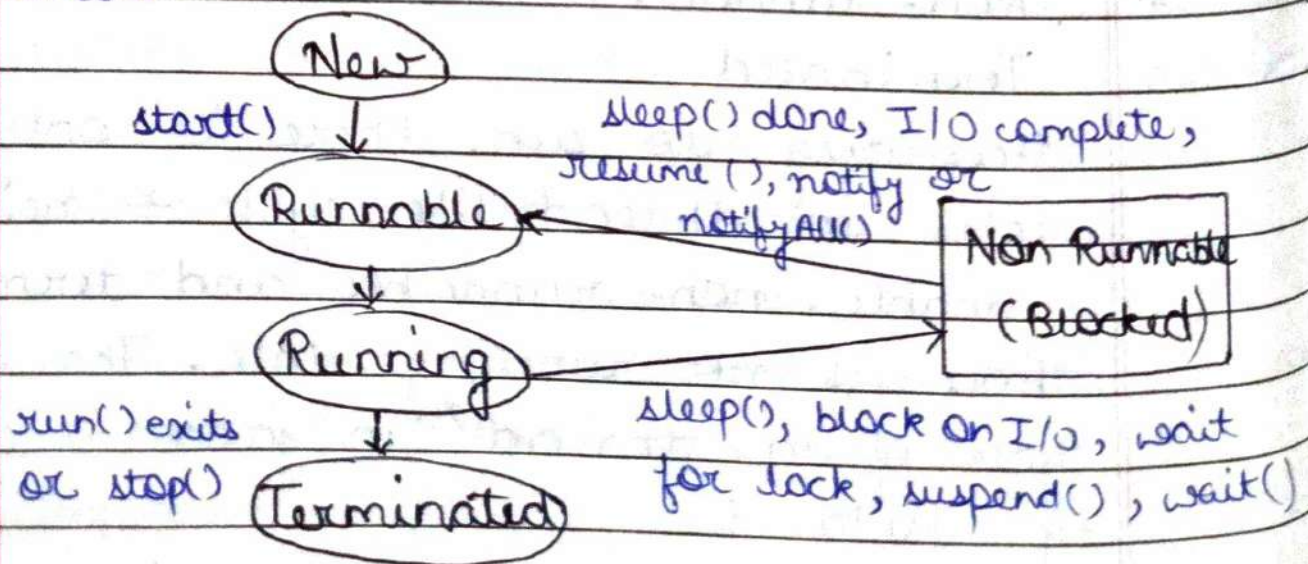 New
start()
sleep() done, I/O complete,
resume(), notify or
notifyAll()
Runnable
Non Runnable
(Blocked)
Running
run() exits
or stop()
sleep(), block on I/O, wait
for lock, suspend(), wait()
Terminated